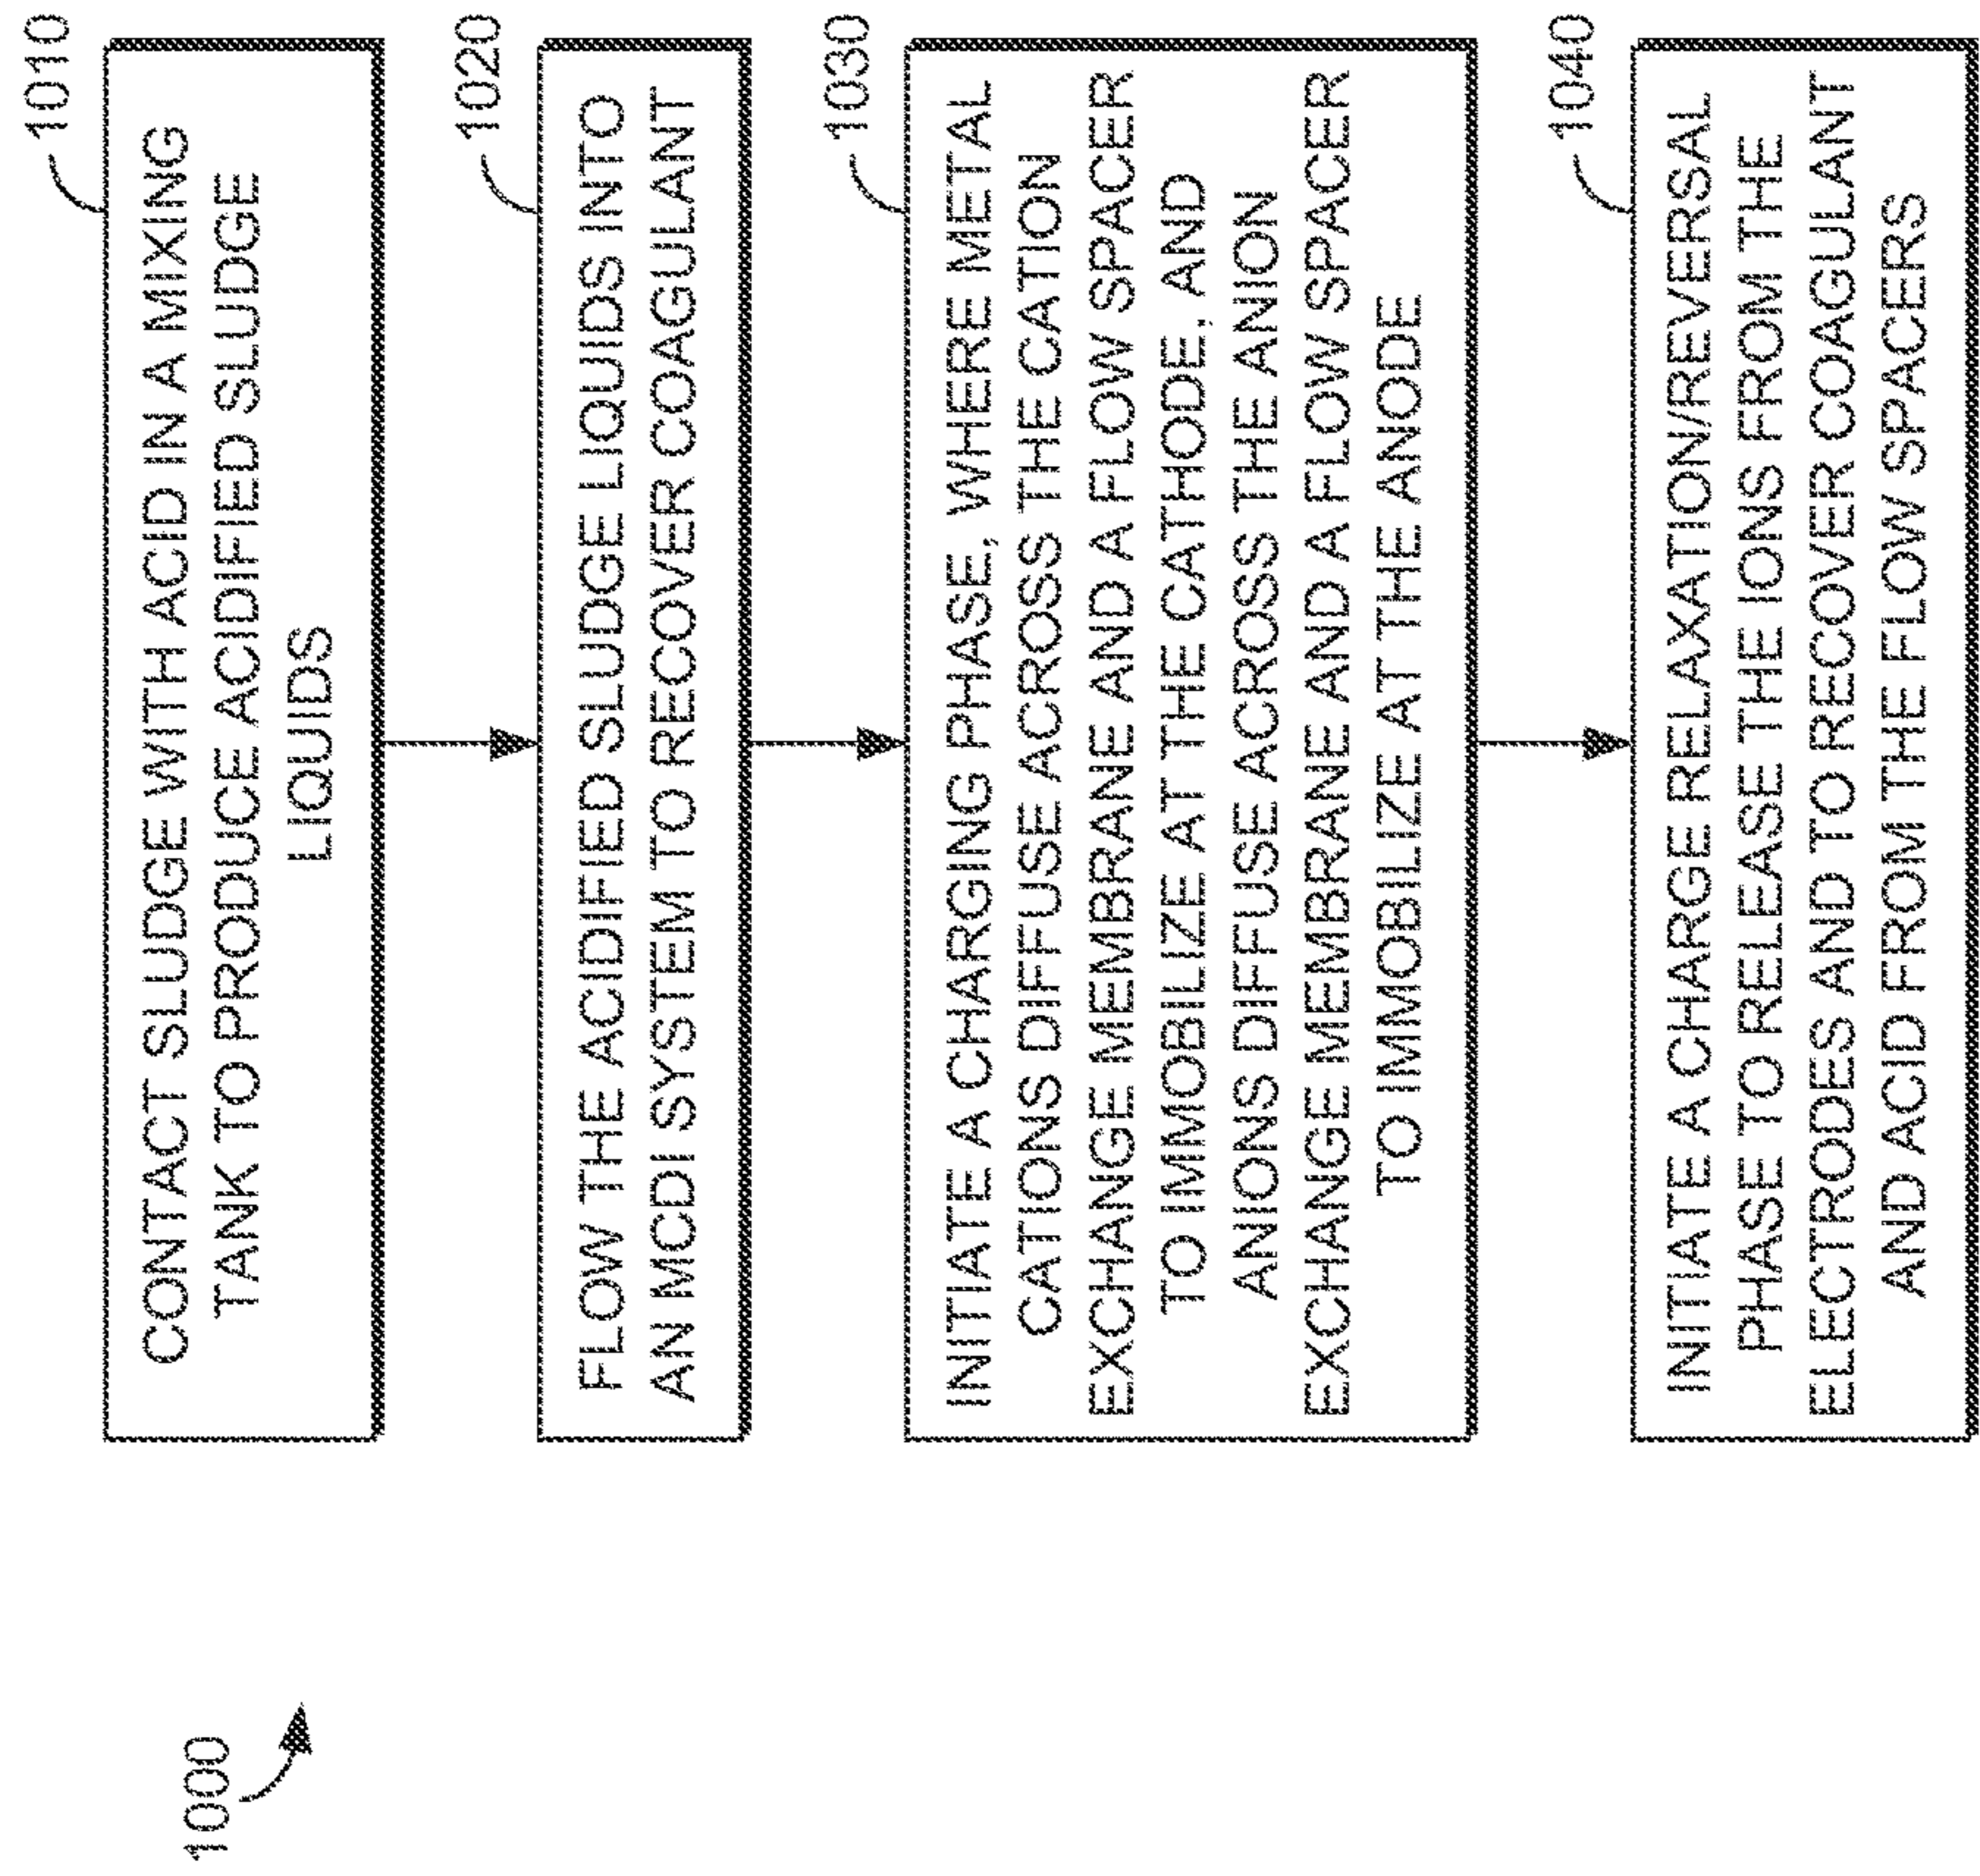 1000
1010
CONTACT SLUDGE WITH ACID IN A MIXING
TANK TO PRODUCE ACIDIFIED SLUDGE
LIQUIDS
1020
FLOW THE ACIDIFIED SLUDGE LIQUIDS INTO
AN IMCDI SYSTEM TO RECOVER COAGULANT
1030
INITIATE A CHARGING PHASE, WHERE METAL
CATIONS DIFFUSE ACROSS THE CATION
EXCHANGE MEMBRANE AND A FLOW SPACER
TO IMMOBILIZE AT THE CATHODE, AND
ANIONS DIFFUSE ACROSS THE ANION
EXCHANGE MEMBRANE AND A FLOW SPACER
TO IMMOBILIZE AT THE ANODE
1040
INITIATE A CHARGE RELAXATION/REVERSAL
PHASE TO RELEASE THE IONS FROM THE
ELECTRODES AND TO RECOVER COAGULANT
AND ACID FROM THE FLOW SPACERS